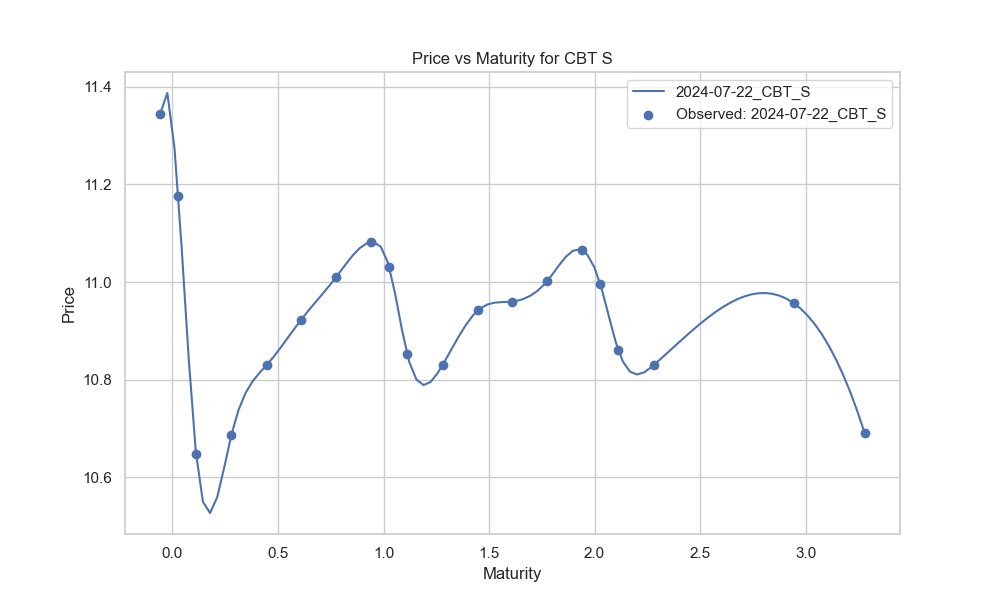 Price vs Maturity for CBT S
2024-07-22_CBT_S
Observed: 2024-07-22_CBT_S
Price
11.4
11.2
11.0
10.8
10.6
0.0 0.5 1.0 1.5 2.0 2.5 3.0
Maturity